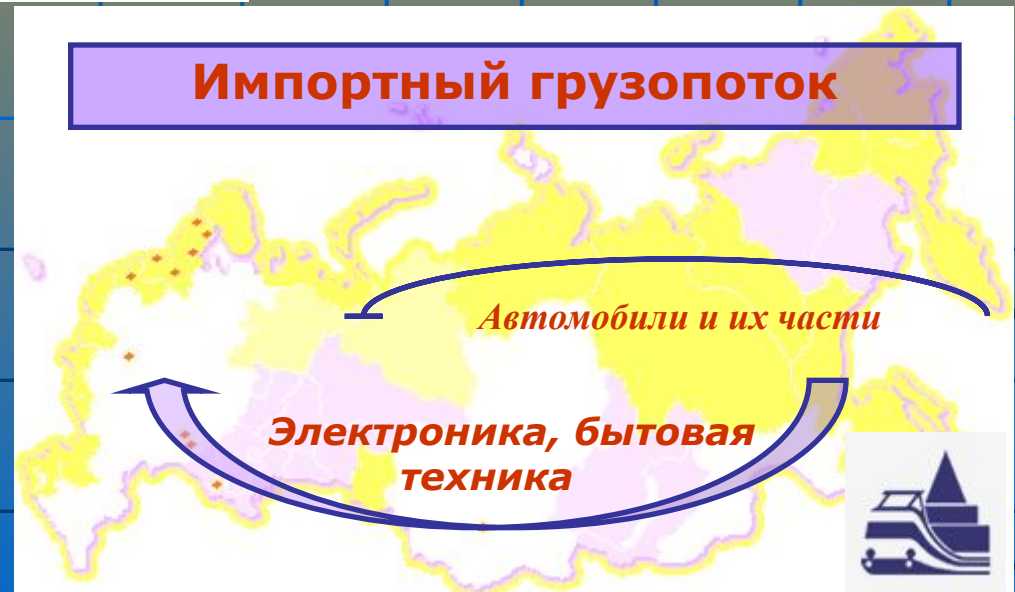 Импортный грузопоток
Автомобили и их части
Электроника, бытовая
техника